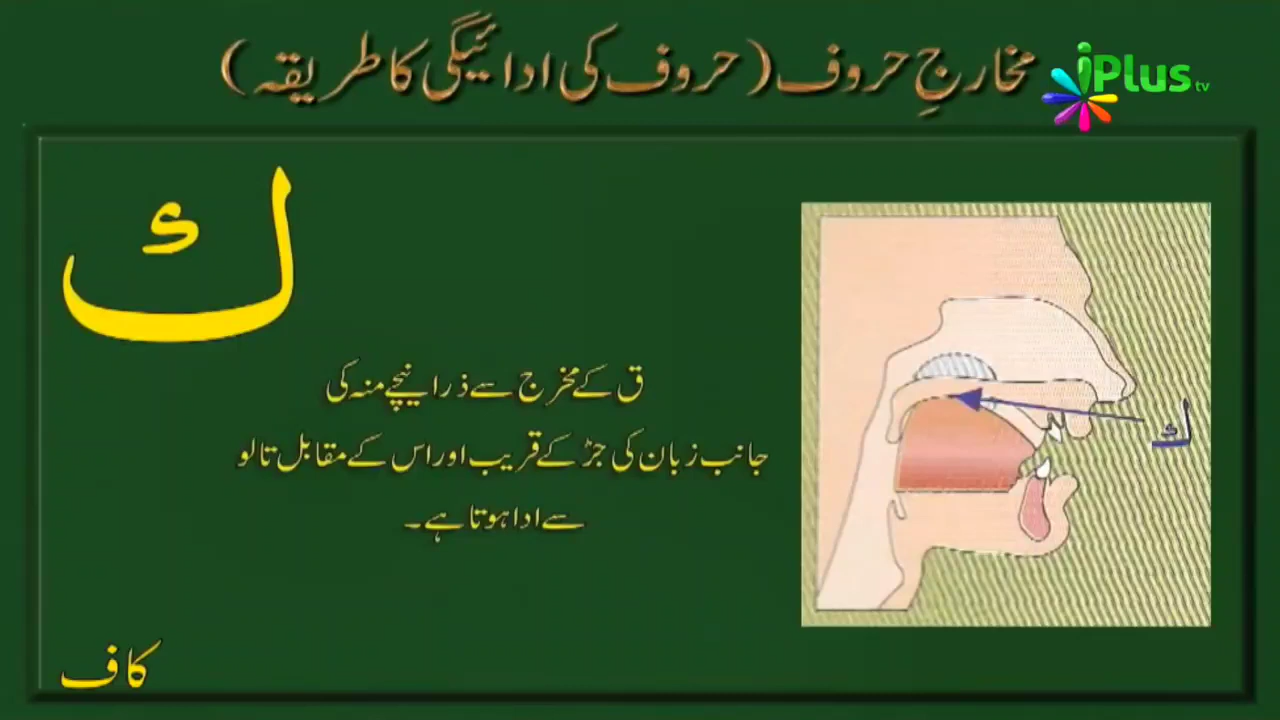 مخارجِ حروف (حروف کی ادائیگی کا طریقہ)
iPlus tv
ك
ق کے مخرج سے ذرا نیچے منہ کی
جانب زبان کی جڑ کے قریب اور اس کے مقابل تالو
سے ادا ہوتا ہے۔
ك
کاف